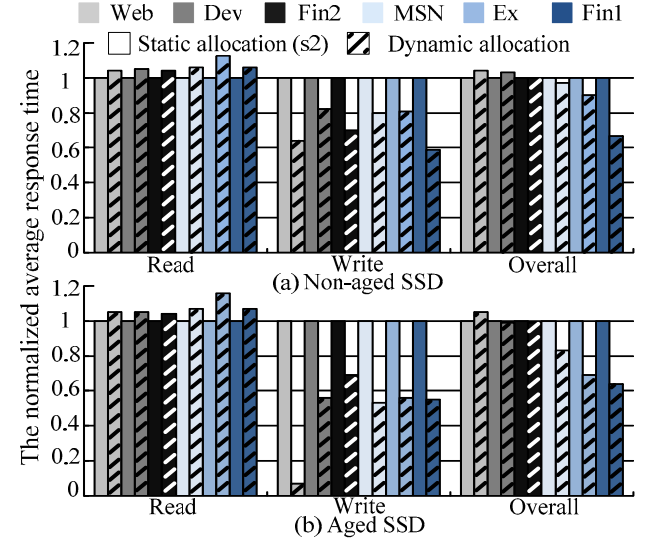 Web Dev Fin2 MSN Ex Fin1
Static allocation (s2) Dynamic allocation
The normalized average response time
1.2
1
0.8
0.6
0.4
0.2
0
Read Write Overall
(a) Non-aged SSD
1.2
1
0.8
0.6
0.4
0.2
0
Read Write Overall
(b) Aged SSD